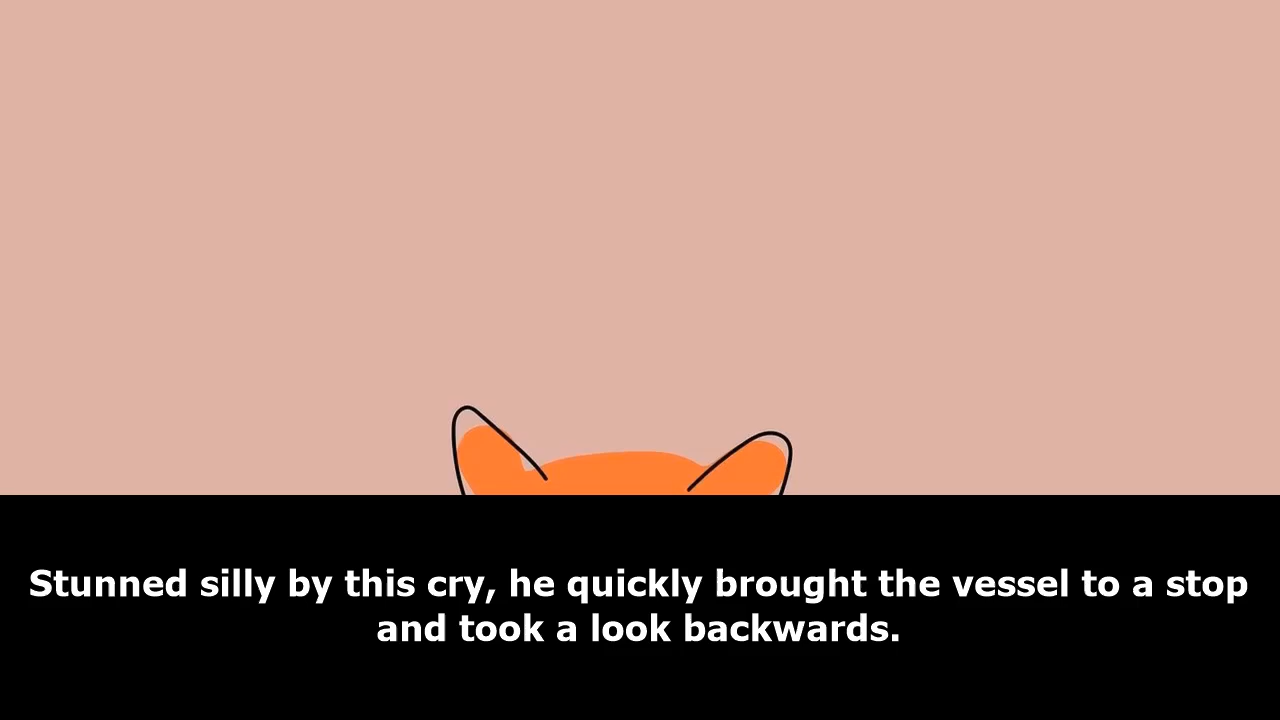 Stunned silly by this cry, he quickly brought the vessel to a stop
and took a look backwards.